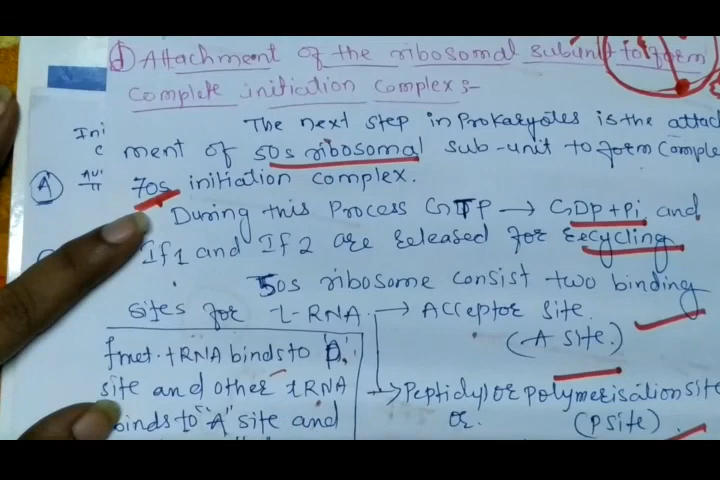 d) Attachment of the ribosomal subunit to form
complete initiation complex :-
The next step in Prokaryotes is the attach
ment of 50s ribosomal sub-unit to form comple
70s initiation complex.
During this process GTP → GDP + Pi and
If1 and If2 are released for Recycling
50s ribosome consist two binding
sites for t-RNA. → Acceptor site.
(A site.)
fmet. tRNA binds to 'P'
site and other tRNA
binds to "A" site and
→ Peptidyl or polymerisation site
or. (P site)
Ini
A